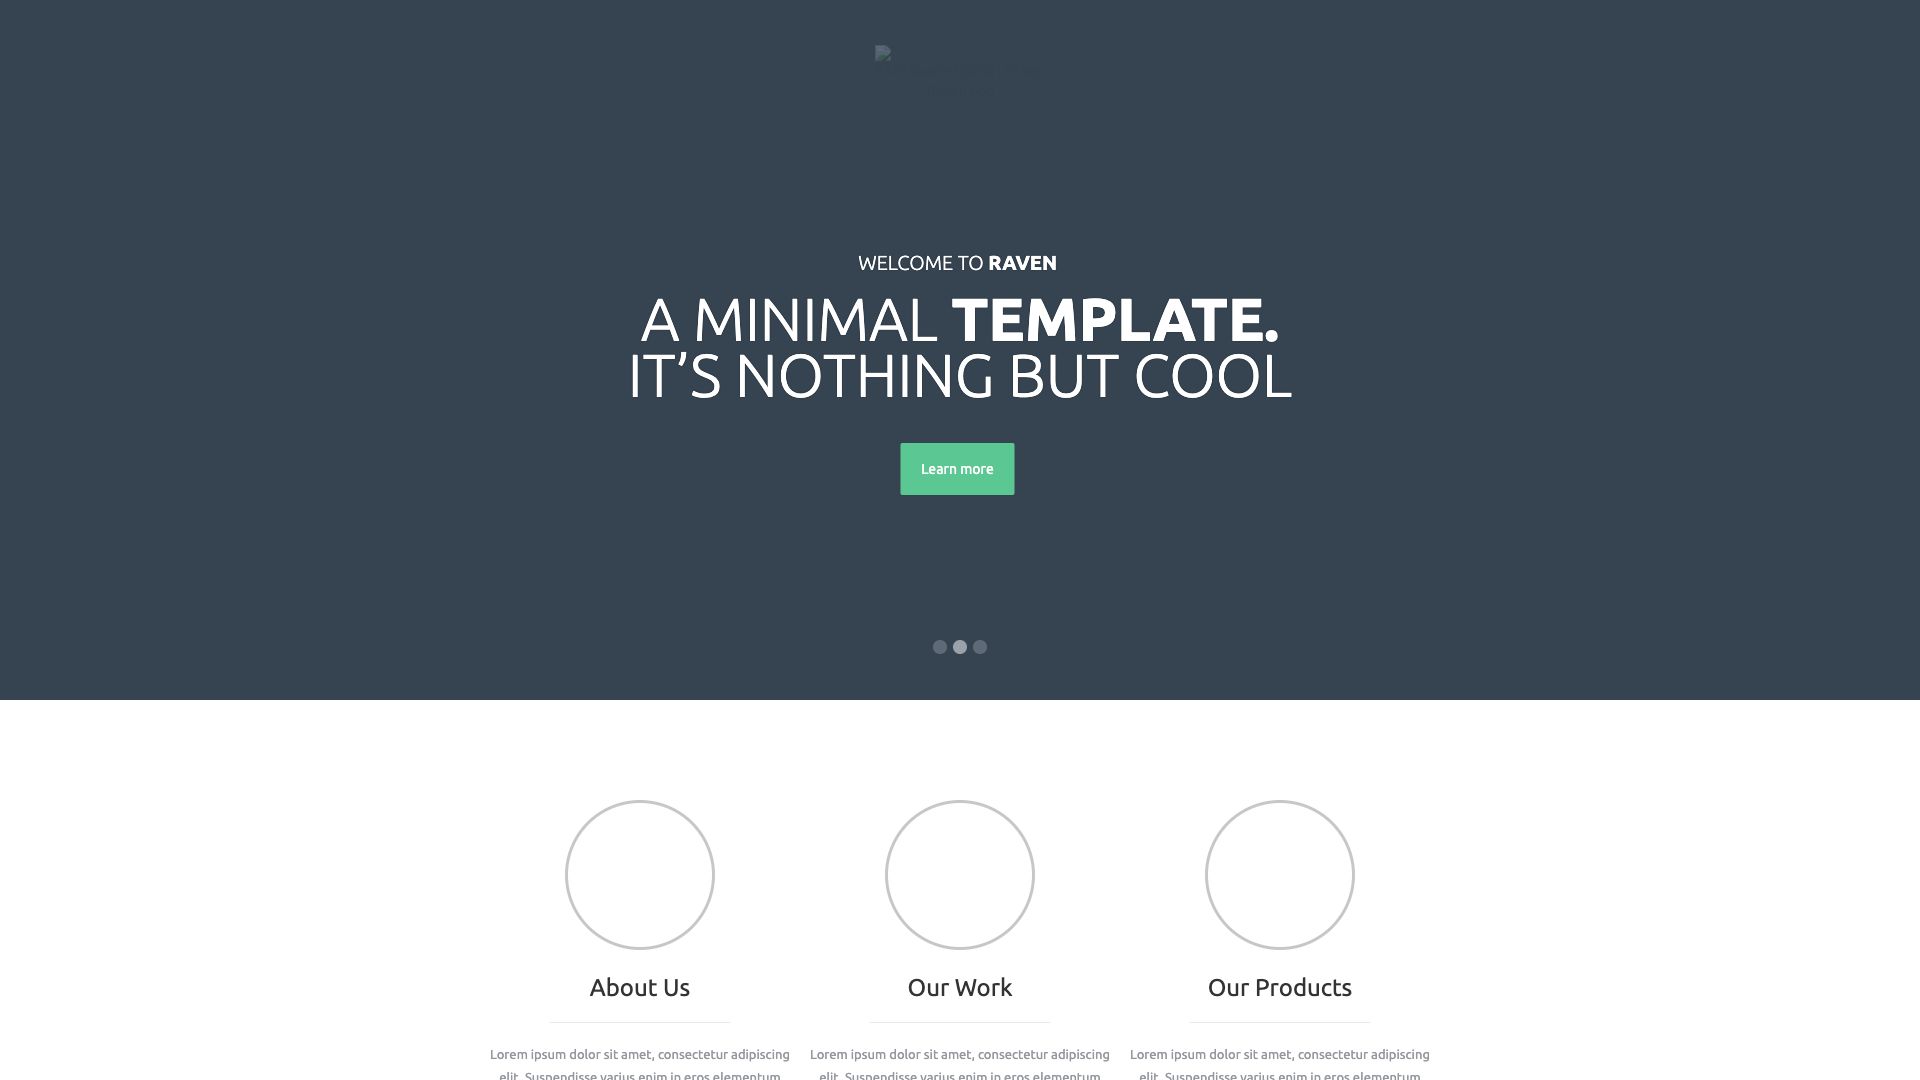 WELCOME TO RAVEN
A MINIMAL TEMPLATE.
IT’S NOTHING BUT COOL
Learn more
About Us
Our Work
Our Products
Lorem ipsum dolor sit amet, consectetur adipiscing
elit. Suspendisse varius enim in eros elementum
Lorem ipsum dolor sit amet, consectetur adipiscing
elit. Suspendisse varius enim in eros elementum
Lorem ipsum dolor sit amet, consectetur adipiscing
elit. Suspendisse varius enim in eros elementum